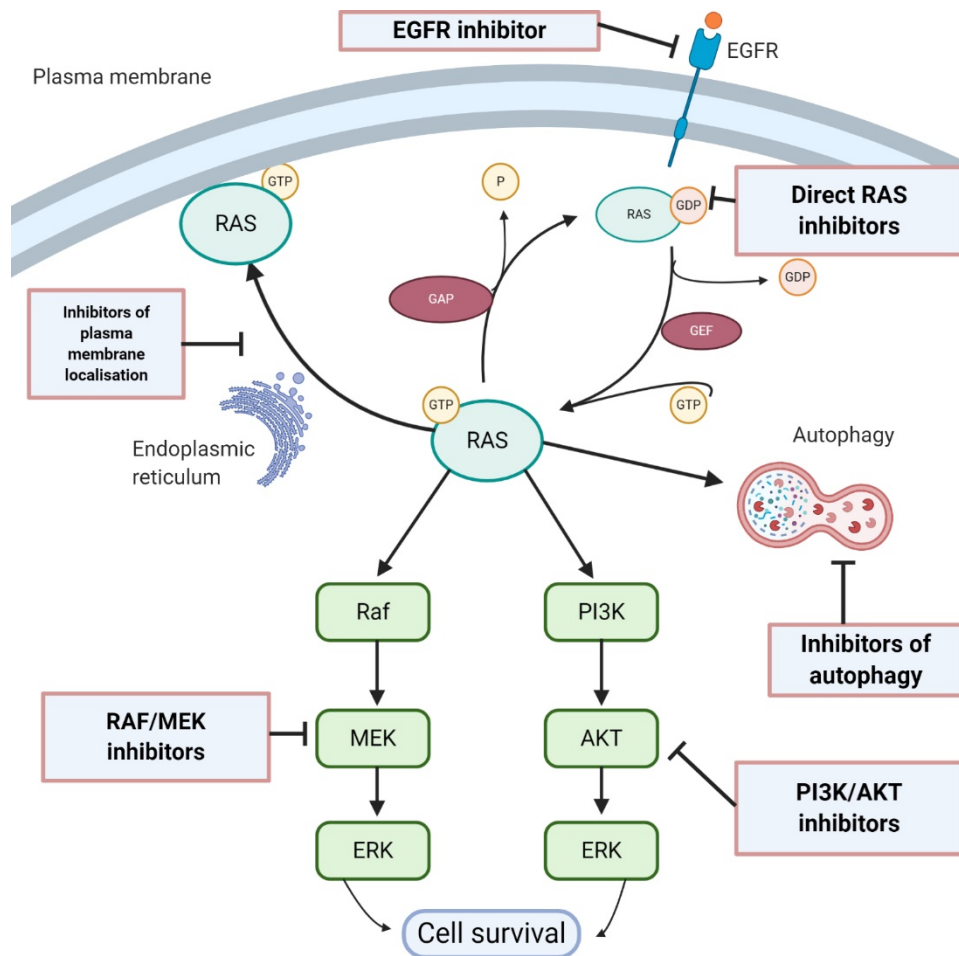 EGFR inhibitor
EGFR
Plasma membrane
GTP
RAS
P
RAS
GDP
Direct RAS
inhibitors
GAP
GDP
GEF
Inhibitors of
plasma
membrane
localisation
GTP
GTP
RAS
Endoplasmic
reticulum
Autophagy
Raf
PI3K
Inhibitors of
autophagy
RAF/MEK
inhibitors
MEK
AKT
PI3K/AKT
inhibitors
ERK
ERK
Cell survival